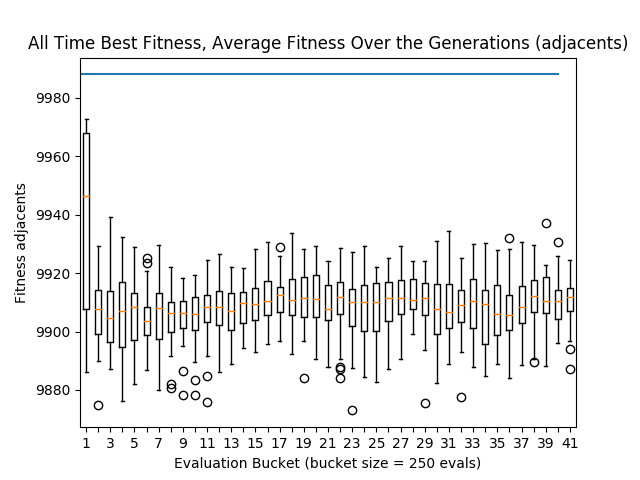 All Time Best Fitness, Average Fitness Over the Generations (adjacents)
Fitness adjacents
9980
9960
9940
9920
9900
9880
1 3 5 7 9 11 13 15 17 19 21 23 25 27 29 31 33 35 37 39 41
Evaluation Bucket (bucket size = 250 evals)